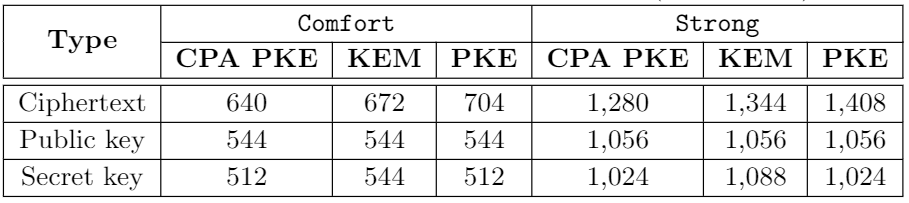 Type Comfort Strong
CPA PKE KEM PKE CPA PKE KEM PKE
Ciphertext 640 672 704 1,280 1,344 1,408
Public key 544 544 544 1,056 1,056 1,056
Secret key 512 544 512 1,024 1,088 1,024